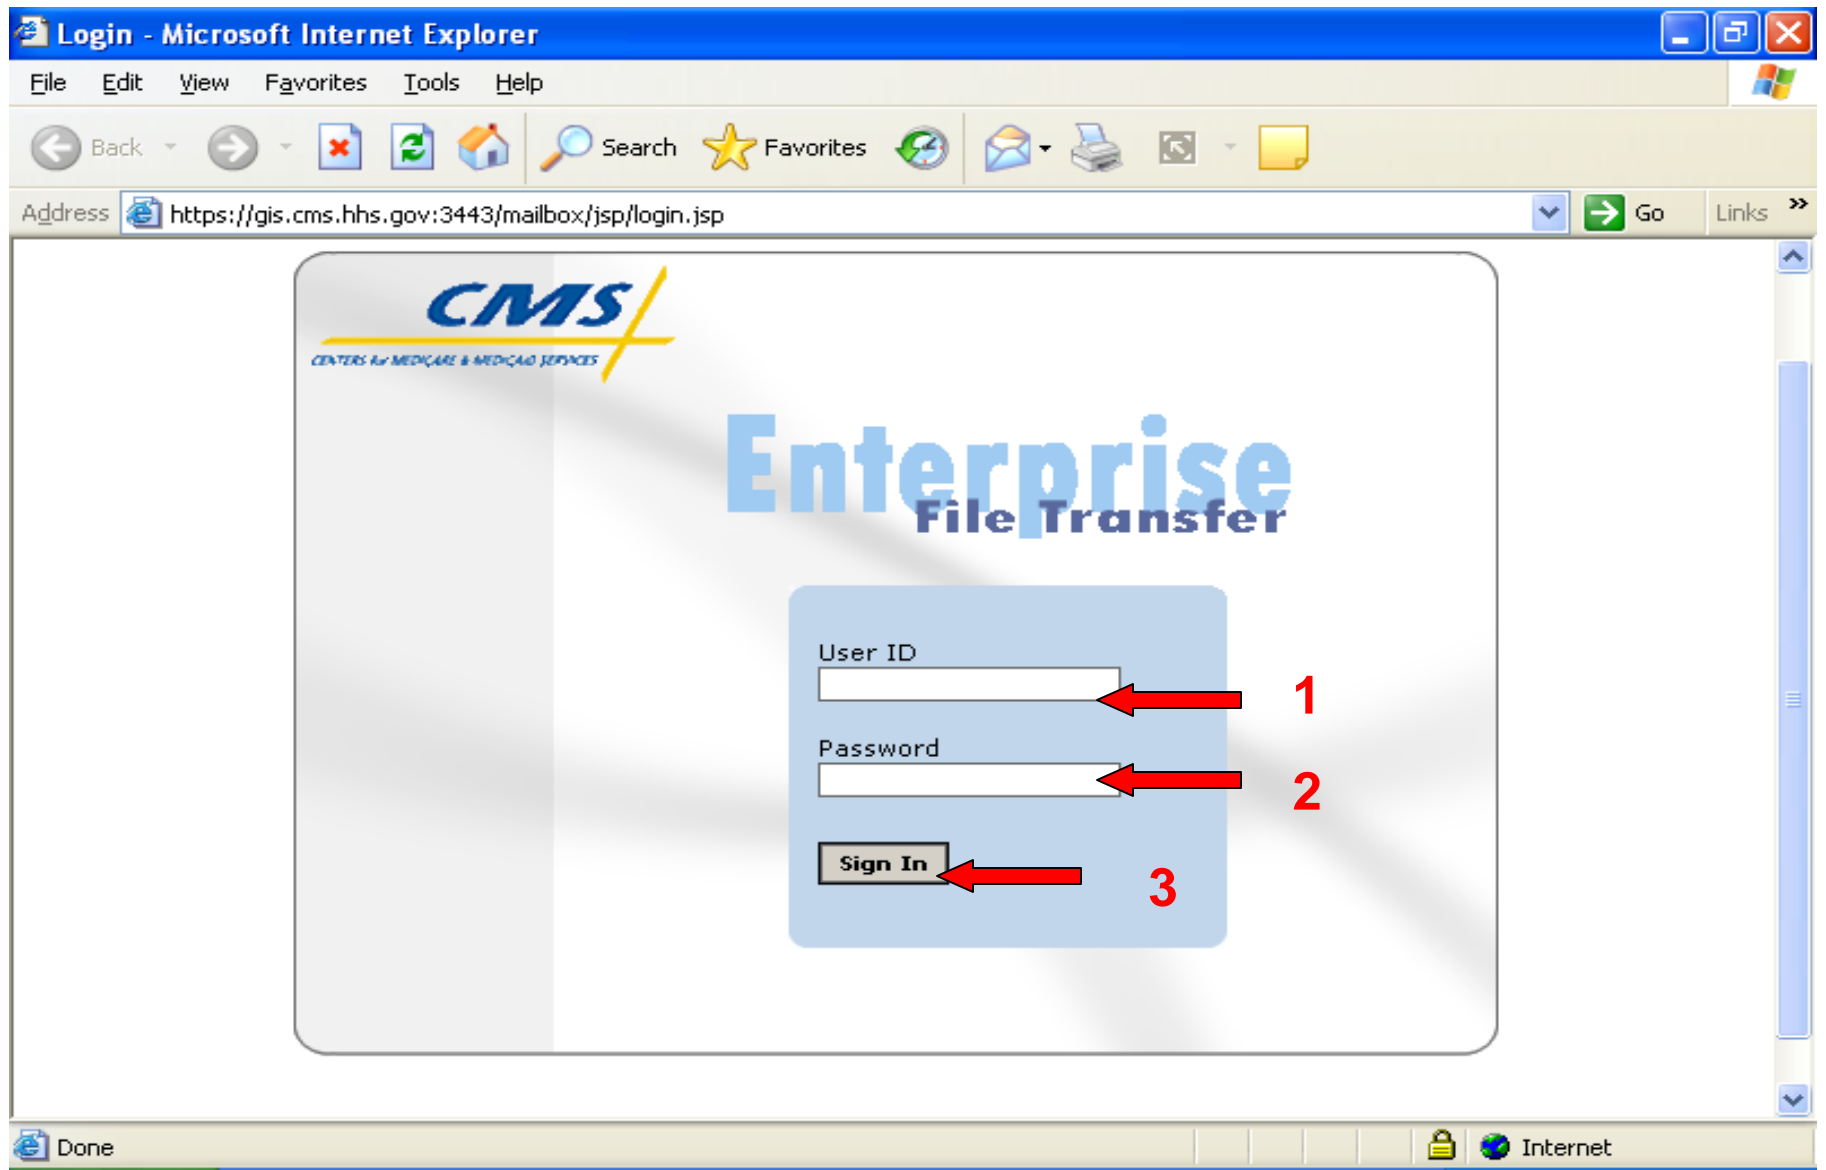 Login - Microsoft Internet Explorer
File Edit View Favorites Tools Help
Back Search Favorites
Address https://gis.cms.hhs.gov:3443/mailbox/jsp/login.jsp Go Links »
CMS
CENTERS for MEDICARE & MEDICAID SERVICES
Enterprise
File Transfer
User ID
1
Password
2
Sign In
3
Done Internet